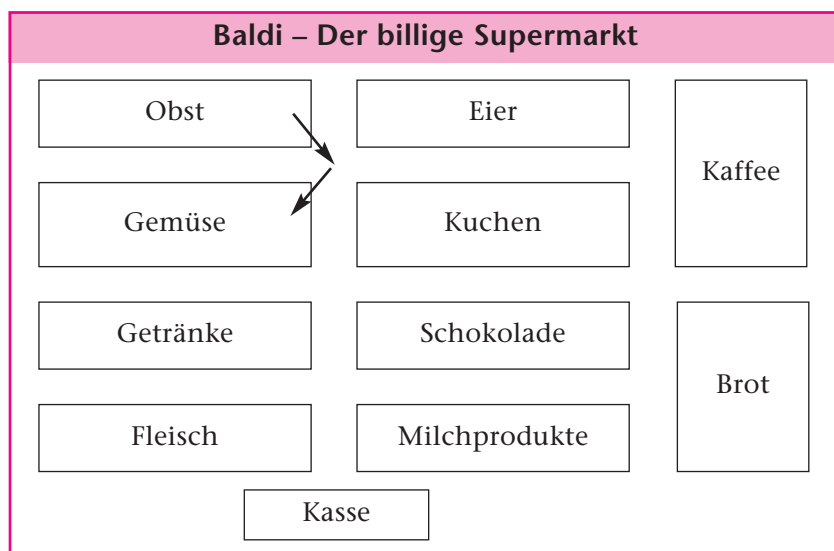 Baldi – Der billige Supermarkt
Obst
Eier
Kaffee
Gemüse
Kuchen
Getränke
Schokolade
Brot
Fleisch
Milchprodukte
Kasse